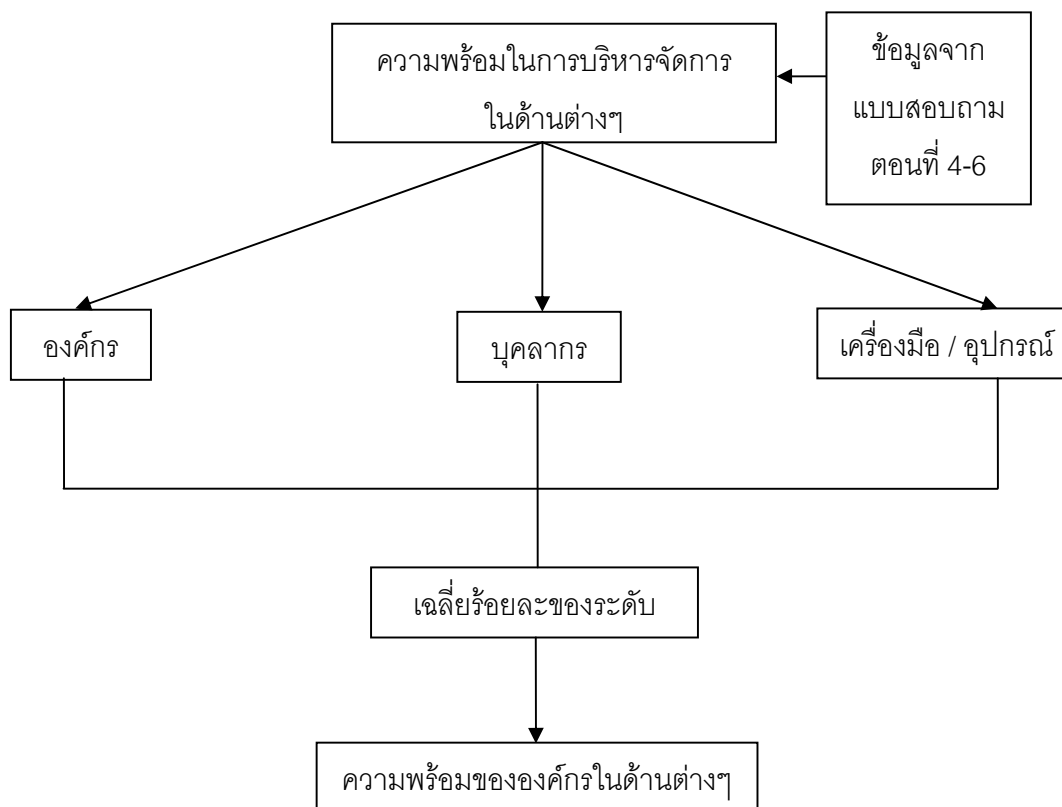 ความพร้อมในการบริหารจัดการ
ในด้านต่างๆ
ข้อมูลจาก
แบบสอบถาม
ตอนที่ 4-6
องค์กร
บุคลากร
เครื่องมือ / อุปกรณ์
เฉลี่ยร้อยละของระดับ
ความพร้อมขององค์กรในด้านต่างๆ